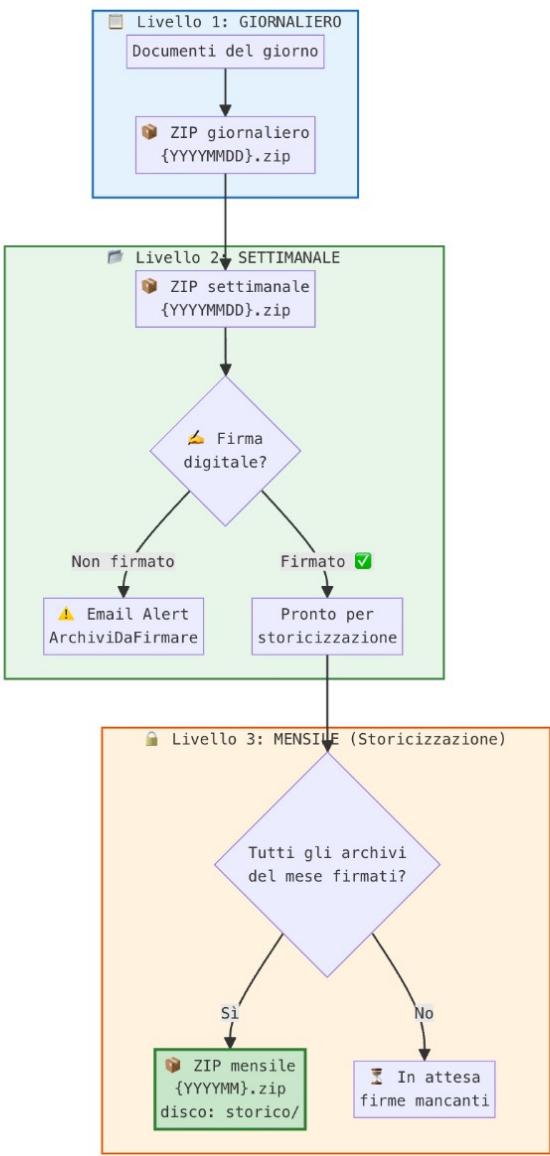 📋 Livello 1: GIORNALIERO
Documenti del giorno
📦 ZIP giornaliero
{YYYYMMDD}.zip
📂 Livello 2: SETTIMANALE
📦 ZIP settimanale
{YYYYMMDD}.zip
✍️ Firma
digitale?
Non firmato
Firmato ✅
⚠️ Email Alert
ArchiviDaFirmare
Pronto per
storicizzazione
🔒 Livello 3: MENSILE (Storicizzazione)
Tutti gli archivi
del mese firmati?
Sì
No
📦 ZIP mensile
{YYYYMM}.zip
disco: storico/
⏳ In attesa
firme mancanti